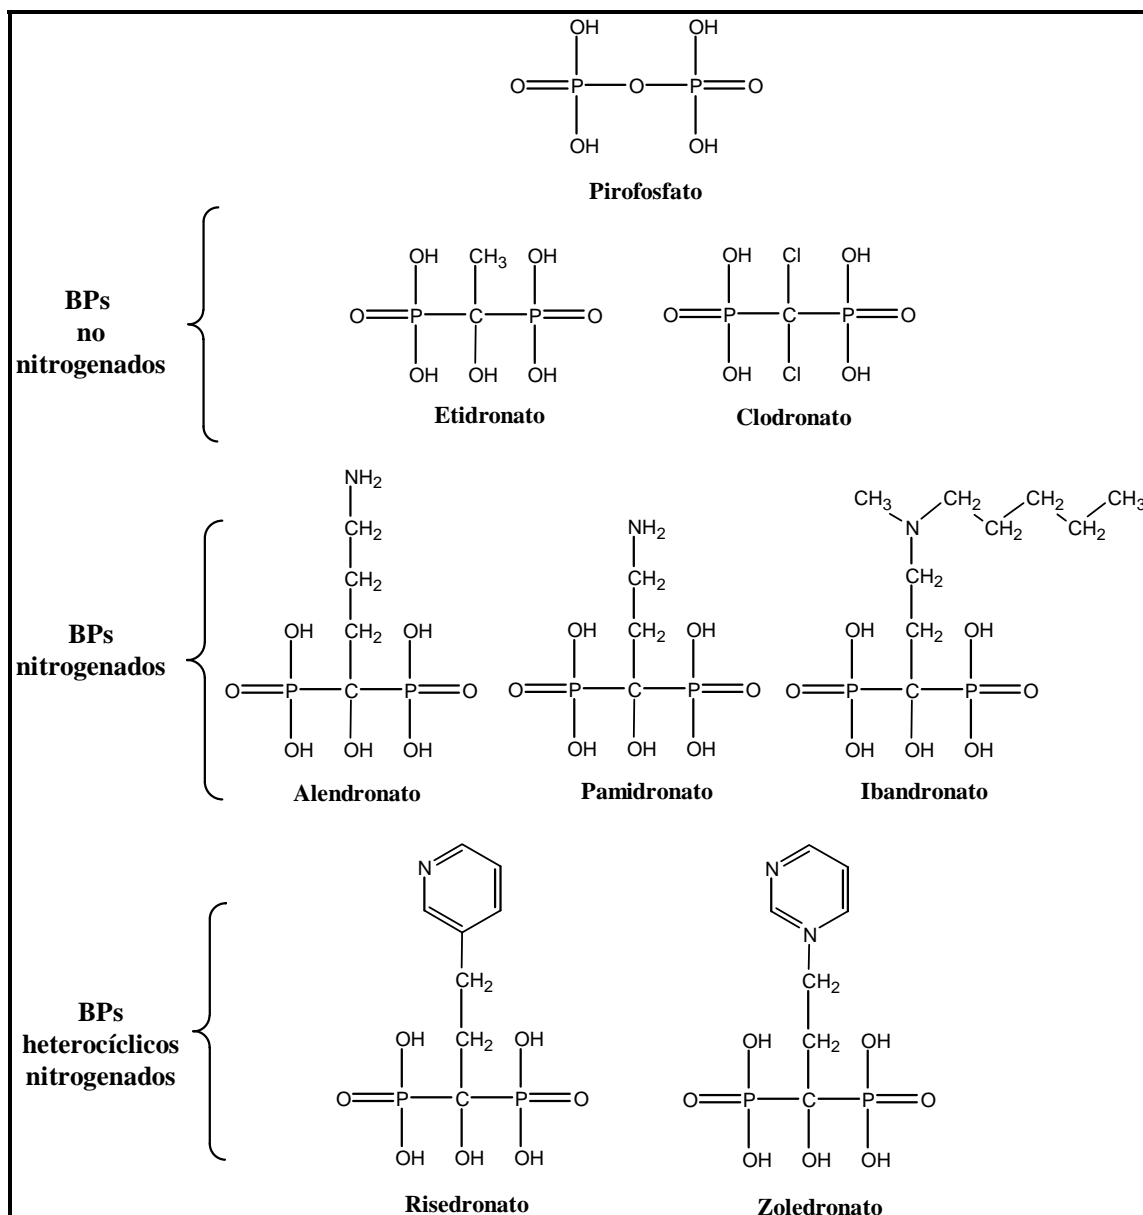 OH OH
O P O P O
OH OH
Pirofosfato
BPs
no
nitrogenados
OH CH3 OH
O P C P O
OH OH OH
Etidronato
OH Cl OH
O P C P O
OH Cl OH
Clodronato
BPs
nitrogenados
NH2
CH2
CH2
OH CH2 OH
O P C P O
OH OH OH
Alendronato
NH2
CH2
OH CH2 OH
O P C P O
OH OH OH
Pamidronato
CH3 CH2 CH2 CH3
N CH2 CH2
CH2
OH CH2 OH
O P C P O
OH OH OH
Ibandronato
BPs
heterocíclicos
nitrogenados
N
CH2
OH CH2 OH
O P C P O
OH OH OH
Risedronato
N
N
CH2
OH CH2 OH
O P C P O
OH OH OH
Zoledronato